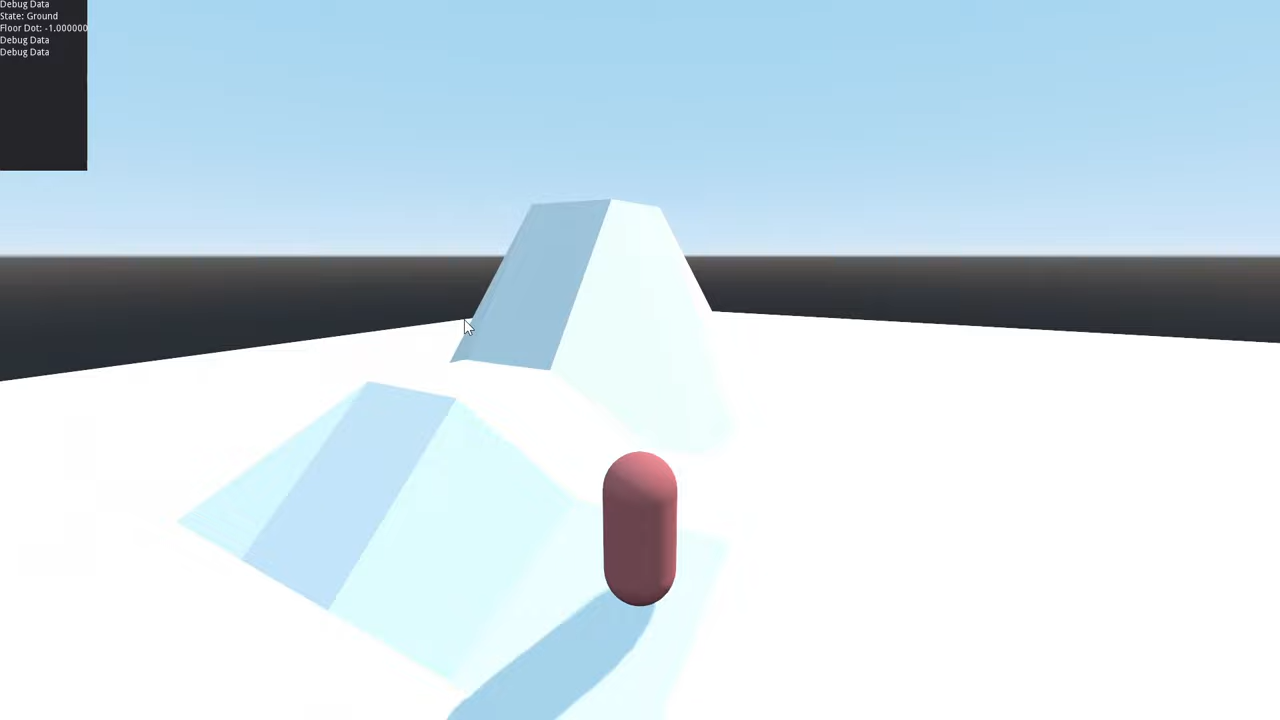 Debug Data
State: Ground
Floor Dot: -1.000000
Debug Data
Debug Data